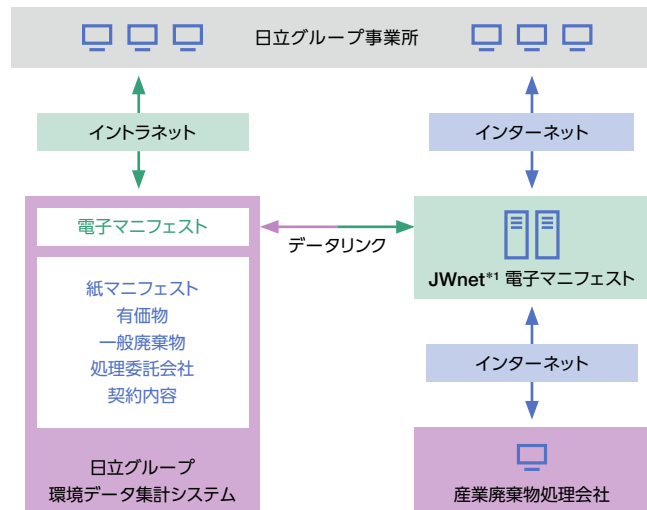 日立グループ事業所
イントラネット
インターネット
電子マニフェスト
データリンク
JWnet*1 電子マニフェスト
紙マニフェスト
有価物
一般廃棄物
処理委託会社
契約内容
インターネット
日立グループ
環境データ集計システム
産業廃棄物処理会社